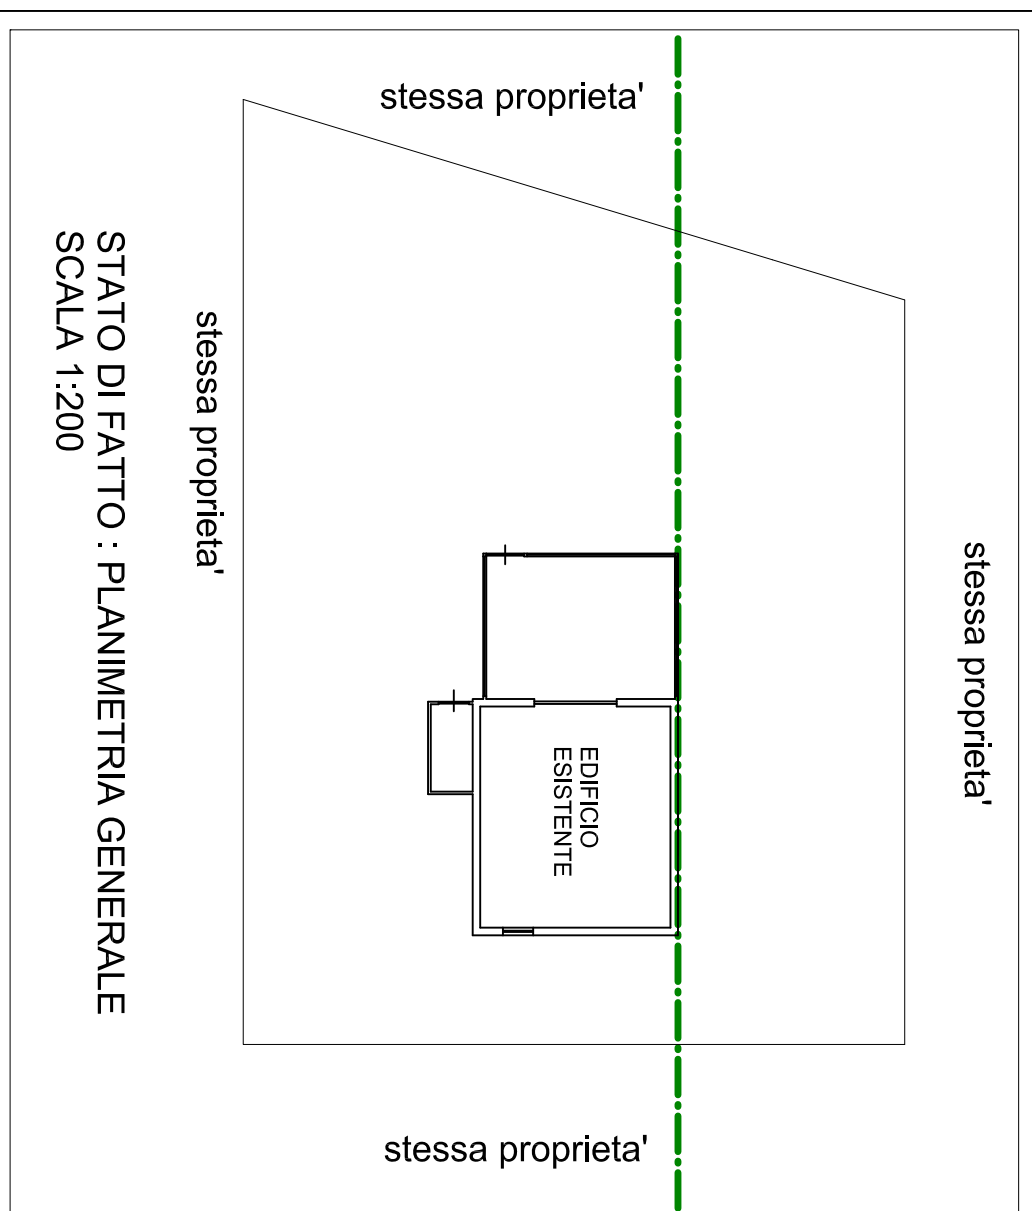 stessa proprieta'
STATO DI FATTO : PLANIMETRIA GENERALE
SCALA 1:200
stessa proprieta'
stessa proprieta'
EDIFICIO
ESISTENTE
stessa proprieta'